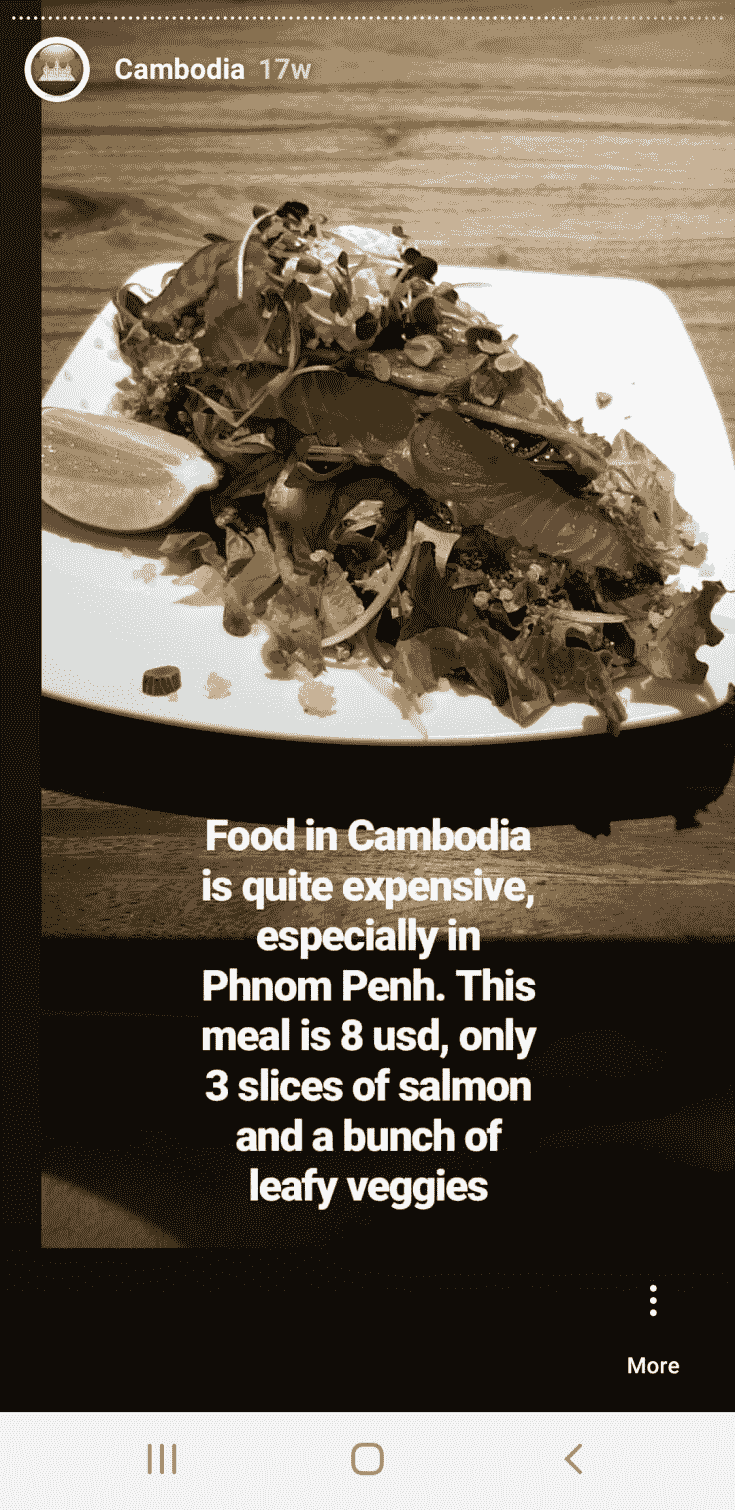 Cambodia 17w
Food in Cambodia
is quite expensive,
especially in
Phnom Penh. This
meal is 8 usd, only
3 slices of salmon
and a bunch of
leafy veggies
More